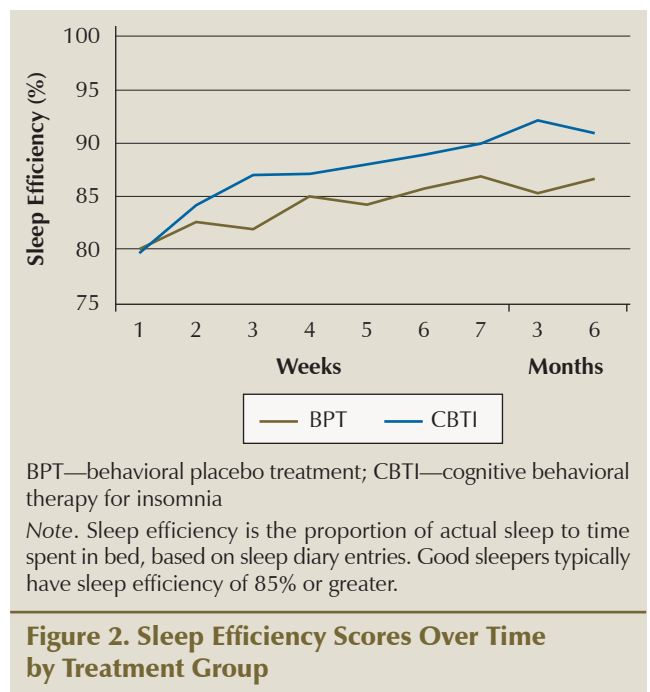 100
95
90
85
80
75
Sleep Efficiency (%)
1 2 3 4 5 6 7 3 6
Weeks Months
BPT CBTI
BPT—behavioral placebo treatment; CBTI—cognitive behavioral
therapy for insomnia
Note. Sleep efficiency is the proportion of actual sleep to time
spent in bed, based on sleep diary entries. Good sleepers typically
have sleep efficiency of 85% or greater.
Figure 2. Sleep Efficiency Scores Over Time
by Treatment Group